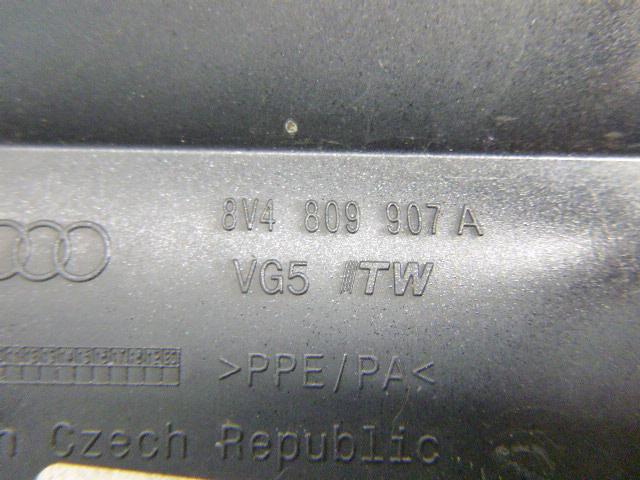 8V4 809 907 A
VG5 ITW
>PPE/PA<
Czech Republic